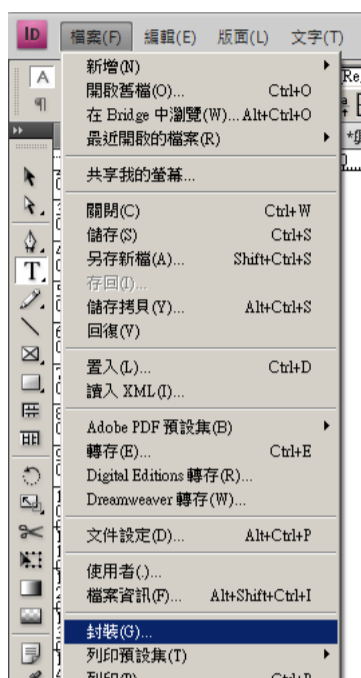 ID 檔案(F) 編輯(E) 版面(L) 文字(T)
新增(N)
開啟舊檔(O)... Ctrl+O
在 Bridge 中瀏覽(W)... Alt+Ctrl+O
最近開啟的檔案(R)
共享我的螢幕...
關閉(C) Ctrl+W
儲存(S) Ctrl+S
另存新檔(A)... Shift+Ctrl+S
存回(I)...
儲存拷貝(Y)... Alt+Ctrl+S
回復(V)
置入(L)... Ctrl+D
讀入 XML(I)...
Adobe PDF 預設集(B)
轉存(E)... Ctrl+E
Digital Editions 轉存(R)...
Dreamweaver 轉存(W)...
文件設定(D)... Alt+Ctrl+P
使用者(.)...
檔案資訊(F)... Alt+Shift+Ctrl+I
封裝(G)...
列印預設集(T)
列印(P)... Ctrl+P